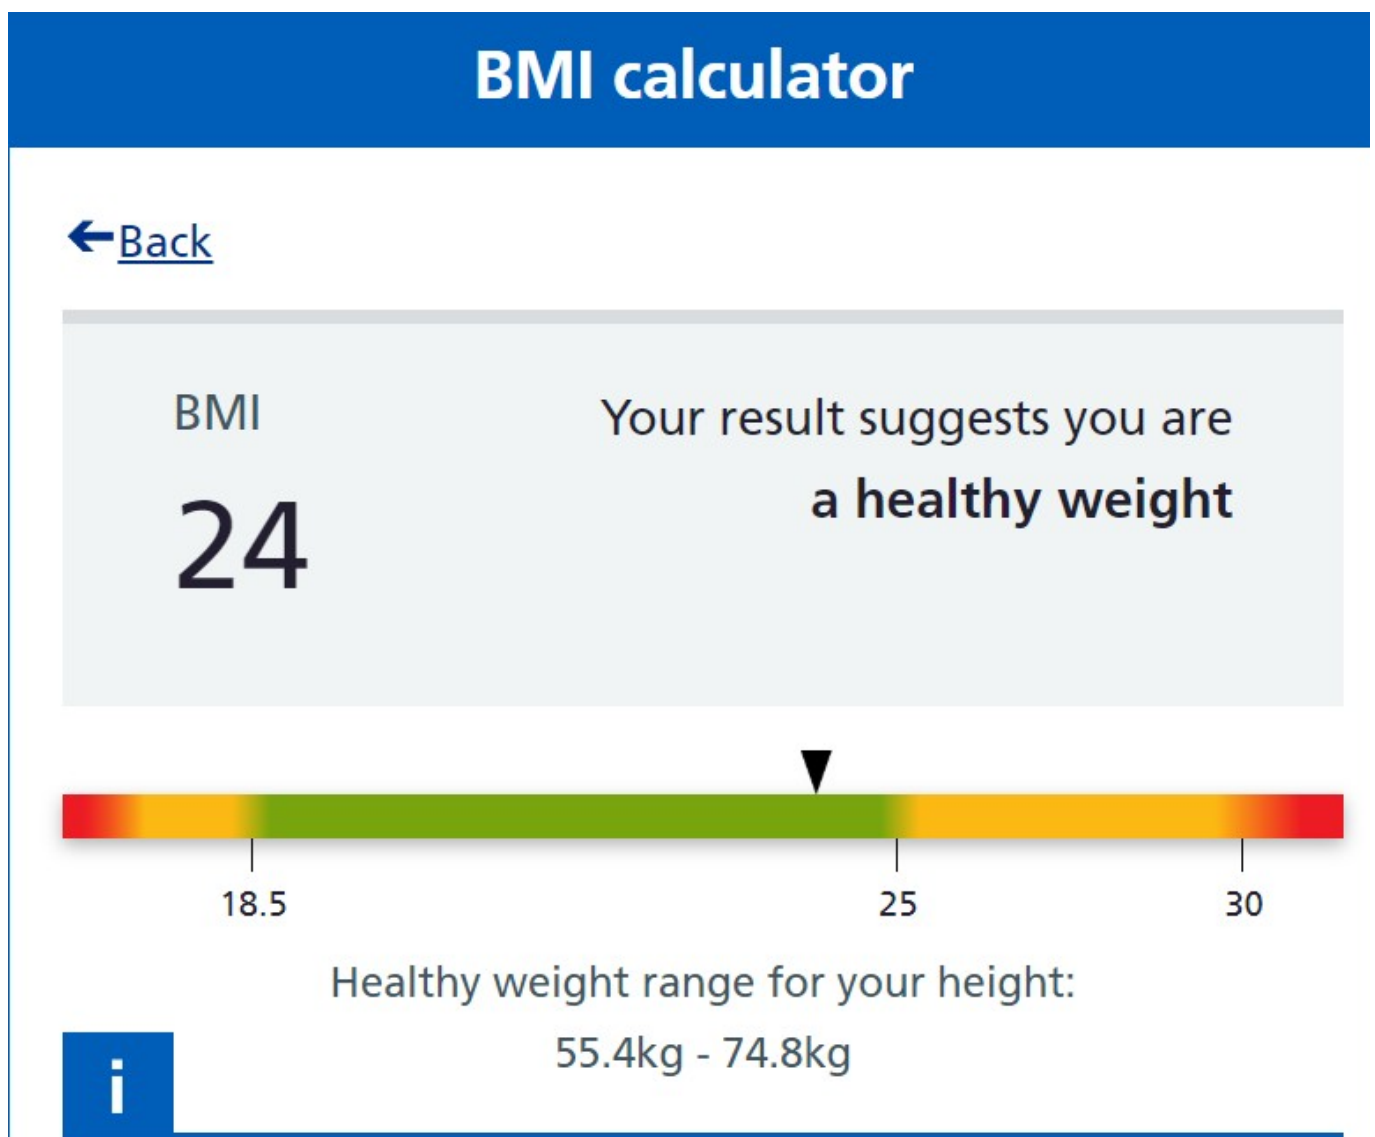 BMI calculator
Back
BMI
24
Your result suggests you are
a healthy weight
18.5
25
30
Healthy weight range for your height:
55.4kg - 74.8kg
i